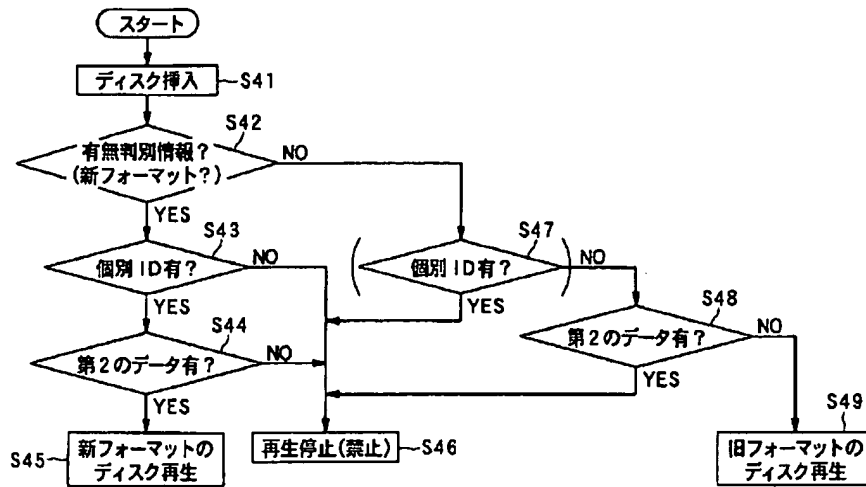 スタート
ディスク挿入
S41
S42
有無判別情報?
(新フォーマット?)
NO
YES
S43
個別ID有?
NO
YES
S47
(個別ID有?)
NO
YES
S44
第2のデータ有?
NO
YES
S48
第2のデータ有?
NO
YES
S45
新フォーマットの
ディスク再生
再生停止(禁止)
S46
S49
旧フォーマットの
ディスク再生